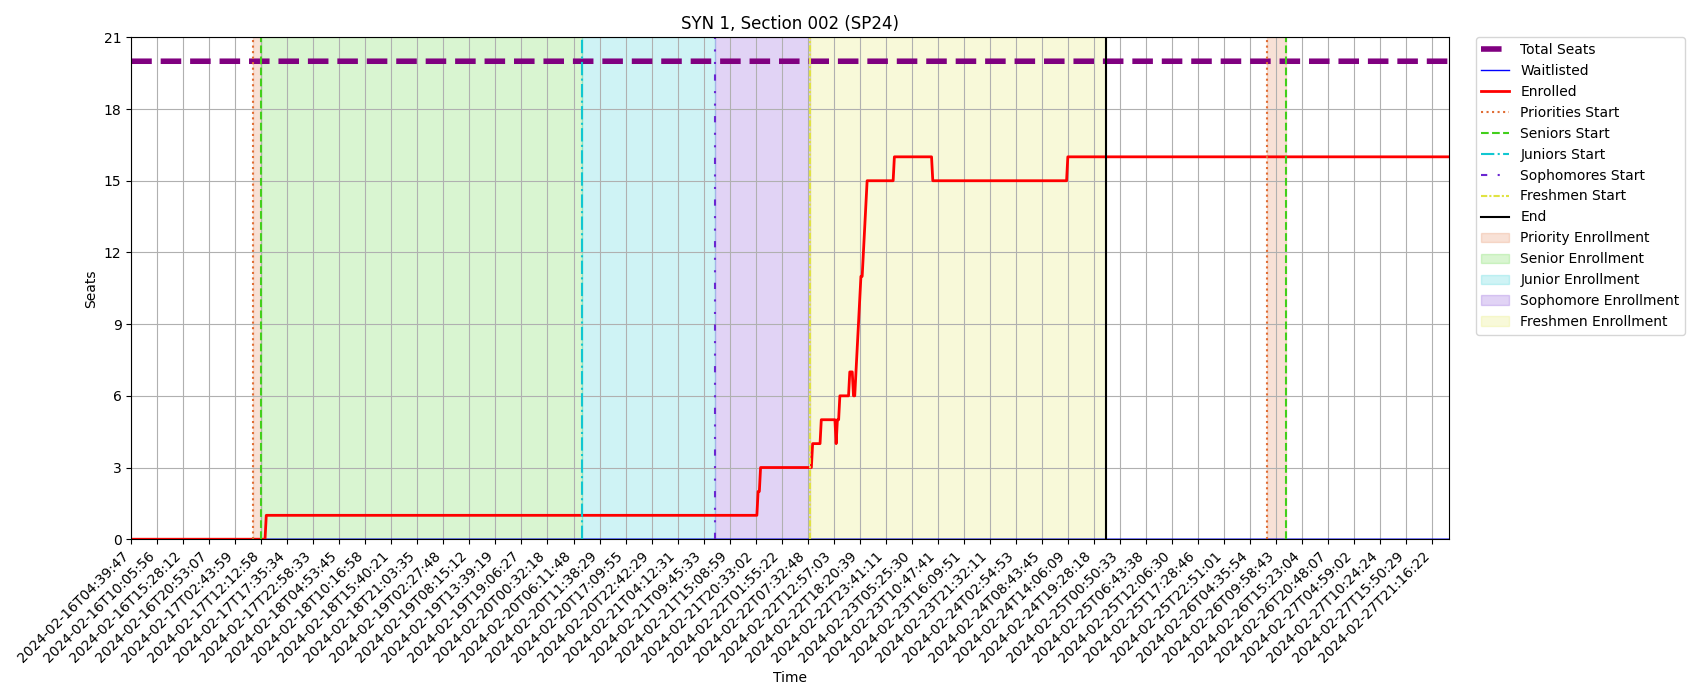 SYN 1, Section 002 (SP24)
21
18
15
12
9
6
3
0
Seats
2024-02-16T04:39:47
2024-02-16T10:05:56
2024-02-16T15:28:12
2024-02-16T20:53:07
2024-02-17T02:43:59
2024-02-17T12:12:58
2024-02-17T17:35:34
2024-02-17T22:58:33
2024-02-18T04:53:45
2024-02-18T10:16:58
2024-02-18T15:40:21
2024-02-18T21:03:35
2024-02-19T02:27:48
2024-02-19T08:15:12
2024-02-19T13:39:19
2024-02-19T19:06:27
2024-02-20T00:32:18
2024-02-20T06:11:48
2024-02-20T11:38:29
2024-02-20T17:09:55
2024-02-20T22:42:29
2024-02-21T04:12:31
2024-02-21T09:45:33
2024-02-21T15:08:59
2024-02-21T20:33:02
2024-02-22T01:55:22
2024-02-22T07:32:48
2024-02-22T12:57:03
2024-02-22T18:20:39
2024-02-22T23:41:11
2024-02-23T05:25:30
2024-02-23T10:47:41
2024-02-23T16:09:51
2024-02-23T21:32:11
2024-02-24T02:54:53
2024-02-24T08:43:45
2024-02-24T14:06:09
2024-02-24T19:28:18
2024-02-25T00:50:33
2024-02-25T06:43:38
2024-02-25T12:06:30
2024-02-25T17:28:46
2024-02-25T22:51:01
2024-02-26T04:35:54
2024-02-26T09:58:43
2024-02-26T15:23:04
2024-02-26T20:48:07
2024-02-27T04:59:02
2024-02-27T10:24:24
2024-02-27T15:50:29
2024-02-27T21:16:22
Time
Total Seats
Waitlisted
Enrolled
Priorities Start
Seniors Start
Juniors Start
Sophomores Start
Freshmen Start
End
Priority Enrollment
Senior Enrollment
Junior Enrollment
Sophomore Enrollment
Freshmen Enrollment